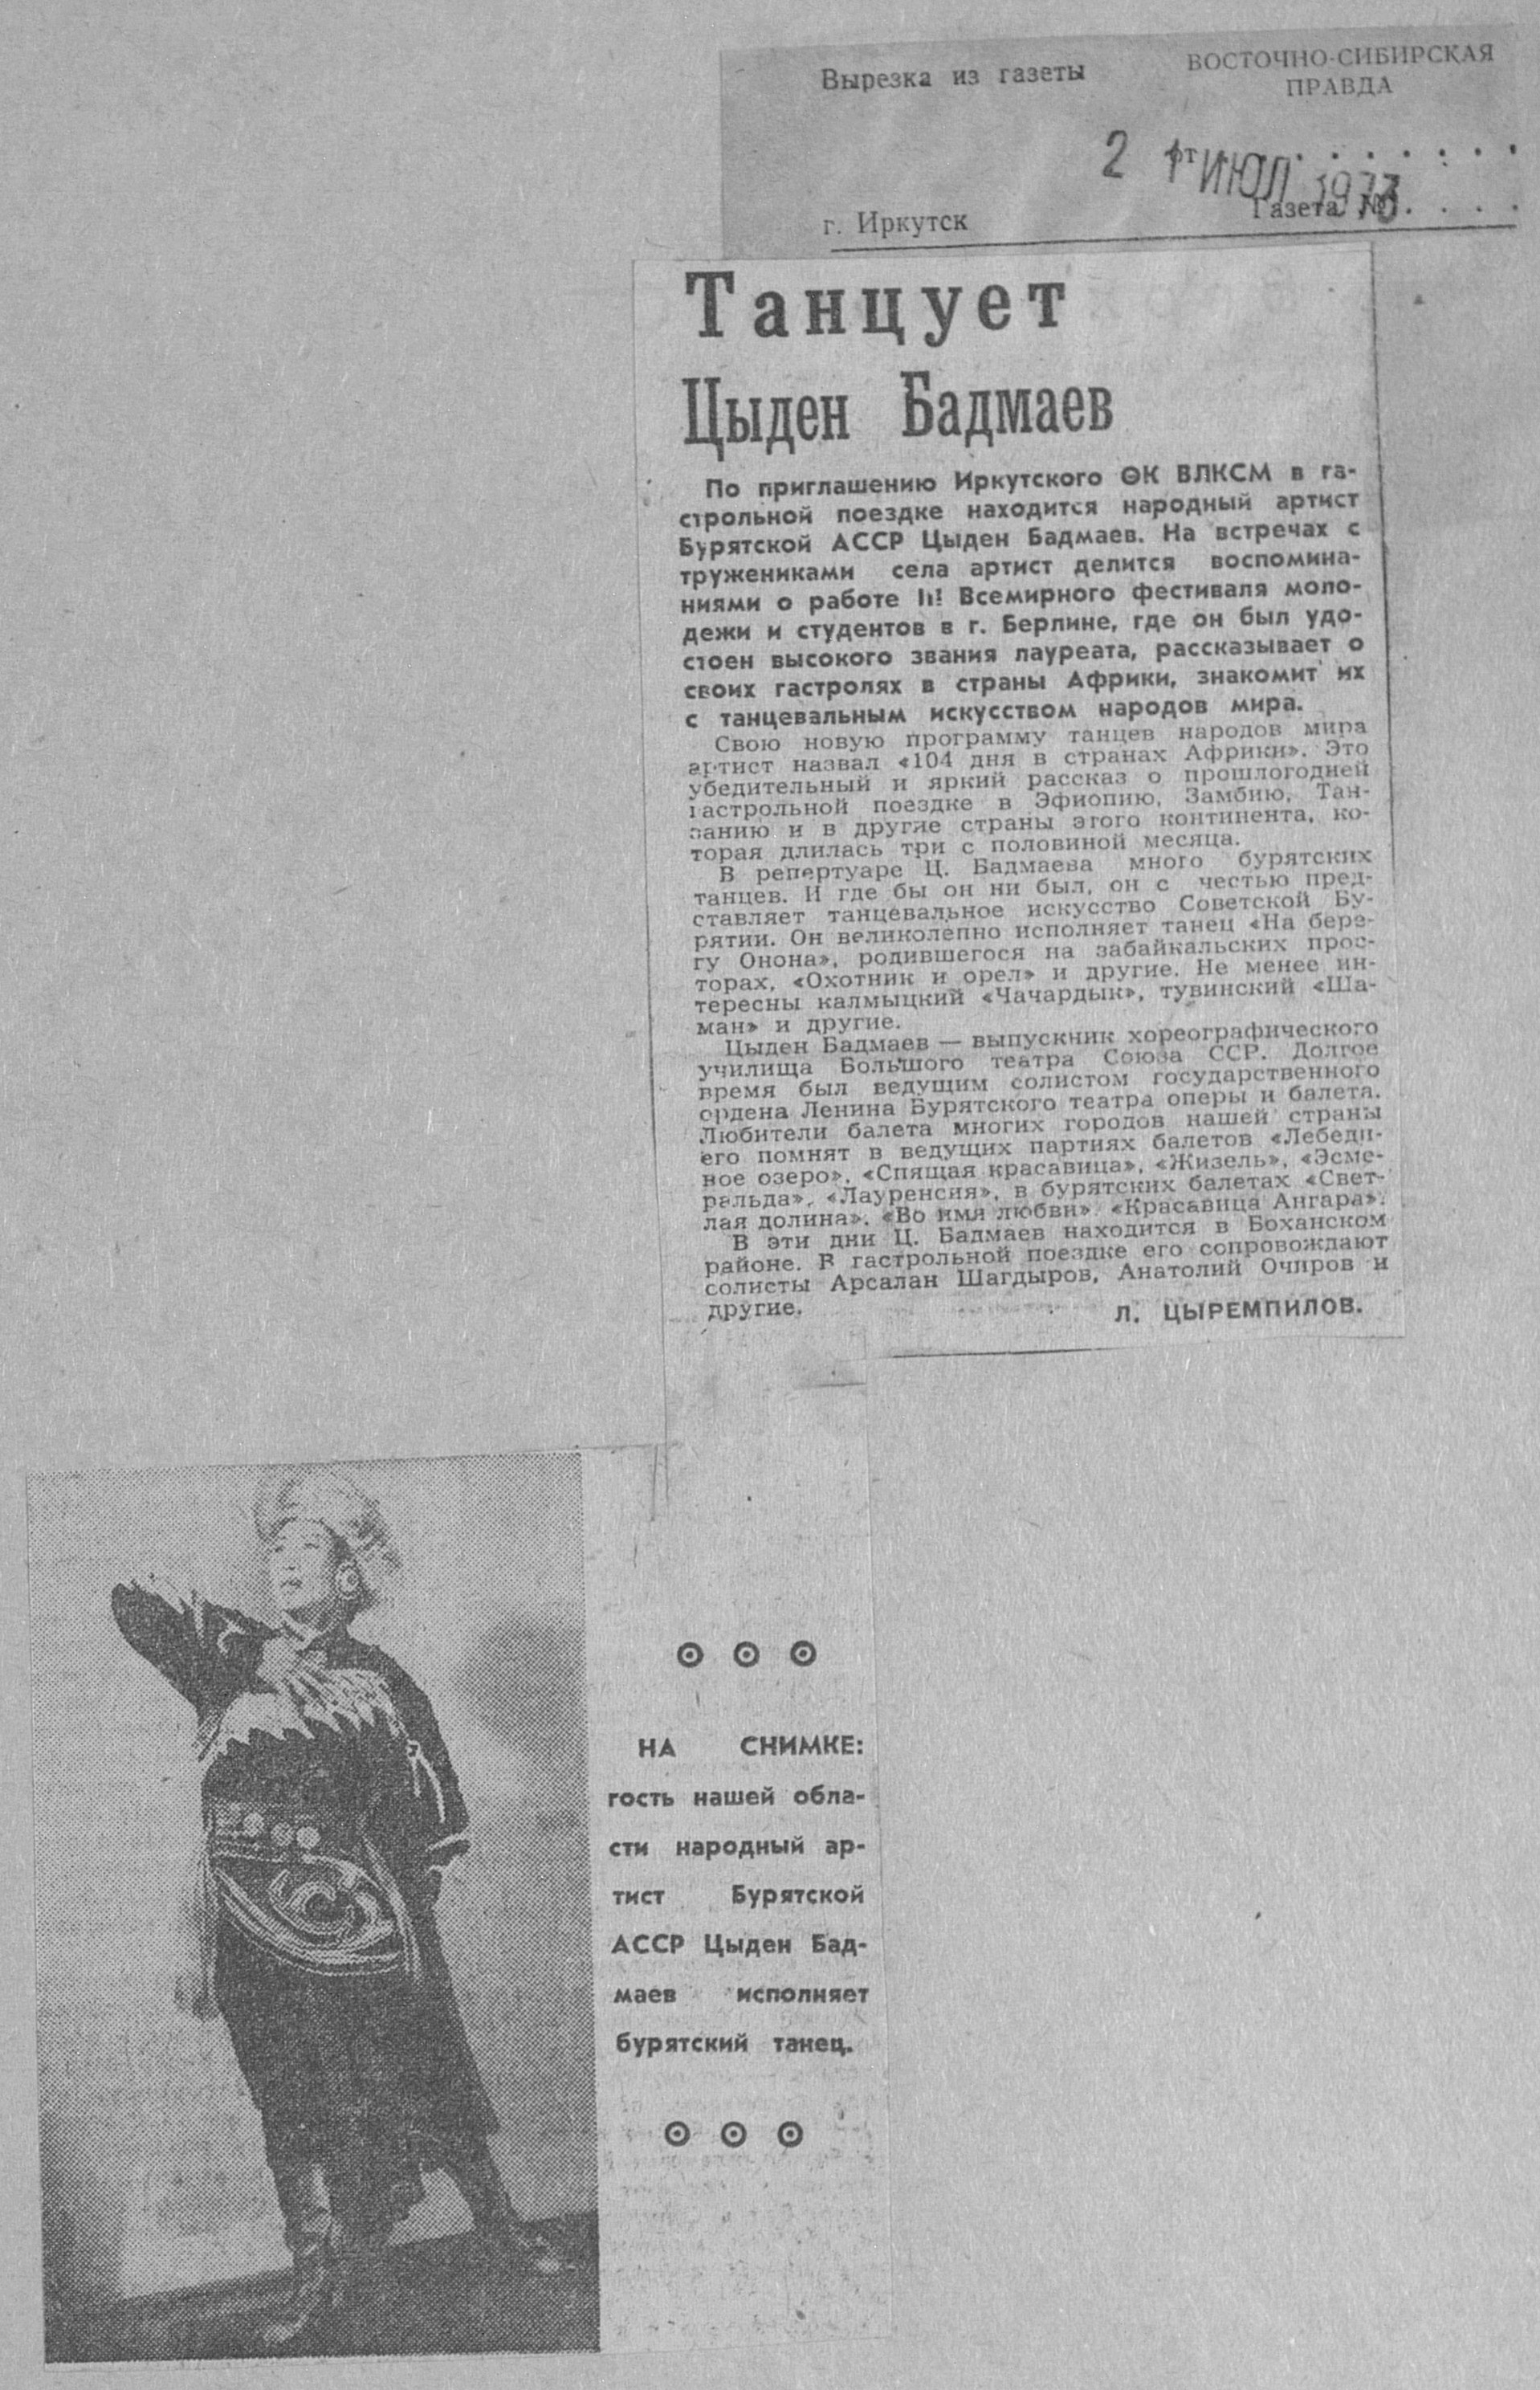 Вырезка из газеты
ВОСТОЧНО-СИБИРСКАЯ
ПРАВДА
от . . . . . . . .
2 1 ИЮЛ 1973
г. Иркутск
Газета № . . . .
Танцует
Цыден Бадмаев
По приглашению Иркутского ОК ВЛКСМ в га-
строльной поездке находится народный артист
Бурятской АССР Цыден Бадмаев. На встречах с
тружениками села артист делится воспомина-
ниями о работе III Всемирного фестиваля моло-
дежи и студентов в г. Берлине, где он был удо-
стоен высокого звания лауреата, рассказывает о
своих гастролях в страны Африки, знакомит их
с танцевальным искусством народов мира.
Свою новую программу танцев народов мира
артист назвал «104 дня в странах Африки». Это
убедительный и яркий рассказ о прошлогодней
гастрольной поездке в Эфиопию, Замбию, Тан-
занию и в другие страны этого континента, ко-
торая длилась три с половиной месяца.
В репертуаре Ц. Бадмаева много бурятских
танцев. И где бы он ни был, он с честью пред-
ставляет танцевальное искусство Советской Бу-
рятии. Он великолепно исполняет танец «На бере-
гу Онона», родившегося на забайкальских прос-
торах, «Охотник и орел» и другие. Не менее ин-
тересны калмыцкий «Чачардык», тувинский «Ша-
ман» и другие.
Цыден Бадмаев — выпускник хореографического
училища Большого театра Союза ССР. Долгое
время был ведущим солистом государственного
ордена Ленина Бурятского театра оперы и балета.
Любители балета многих городов нашей страны
его помнят в ведущих партиях балетов «Лебеди-
ное озеро», «Спящая красавица», «Жизель», «Эсме-
ральда», «Лауренсия», в бурятских балетах «Свет-
лая долина», «Во имя любви», «Красавица Ангара».
В эти дни Ц. Бадмаев находится в Боханском
районе. В гастрольной поездке его сопровождают
солисты Арсалан Шагдыров, Анатолий Очиров и
другие.
Л. ЦЫРЕМПИЛОВ.
НА СНИМКЕ:
гость нашей обла-
сти народный ар-
тист Бурятской
АССР Цыден Бад-
маев исполняет
бурятский танец.